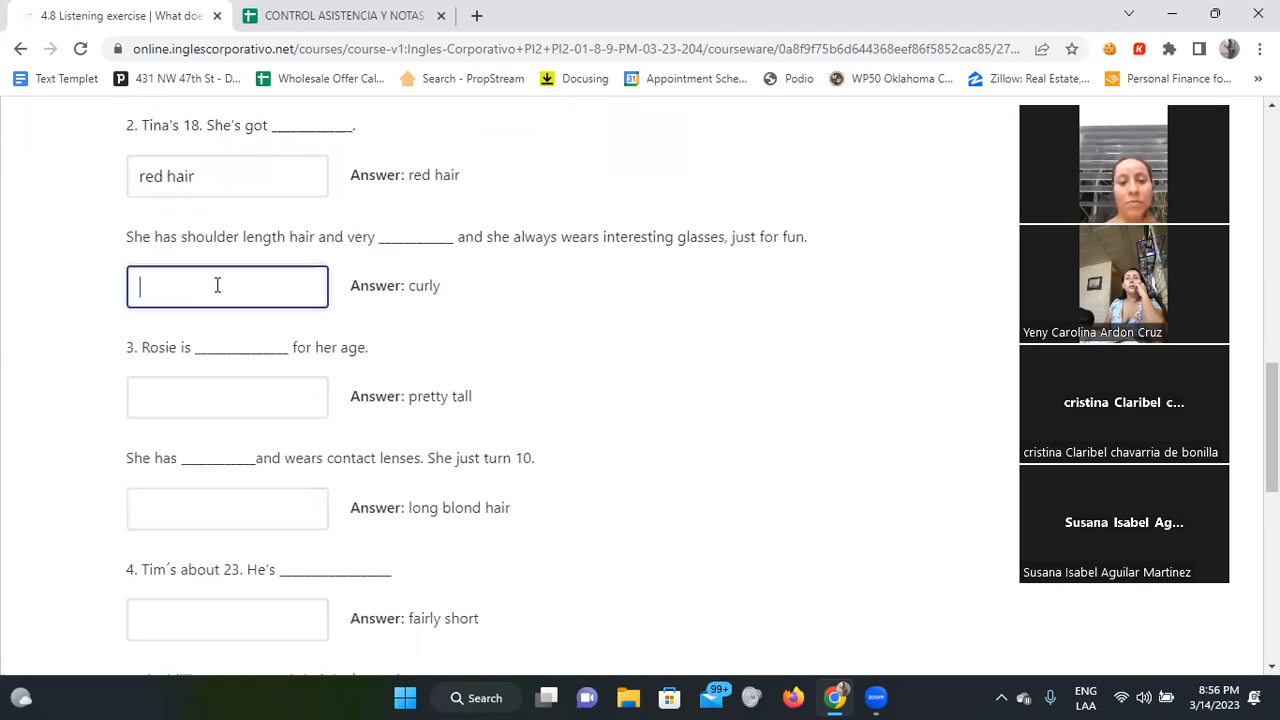 4.8 Listening exercise | What doe
CONTROL ASISTENCIA Y NOTAS
online.inglescorporativo.net/courses/course-v1:Ingles-Corporativo+PI2+PI2-01-8-9-PM-03-23-204/courseware/0a8f9f75b6d644368eef86f5852cac85/27...
Text Templet
431 NW 47th St - D...
Wholesale Offer Cal...
Search - PropStream
Docusing
Appointment Sche...
Podio
WP50 Oklahoma C...
Zillow: Real Estate,...
Personal Finance fo...
»
2. Tina's 18. She's got _____________.
red hair
Answer: red hair
She has shoulder length hair and very ____________ and she always wears interesting glasses, just for fun.
Answer: curly
3. Rosie is _______________ for her age.
Answer: pretty tall
She has ____________and wears contact lenses. She just turn 10.
Answer: long blond hair
4. Tim´s about 23. He's __________________
Answer: fairly short
Yeny Carolina Ardon Cruz
cristina Claribel c...
cristina Claribel chavarria de bonilla
Susana Isabel Ag...
Susana Isabel Aguilar Martinez
Search
99+
zoom
ENG
LAA
8:56 PM
3/14/2023